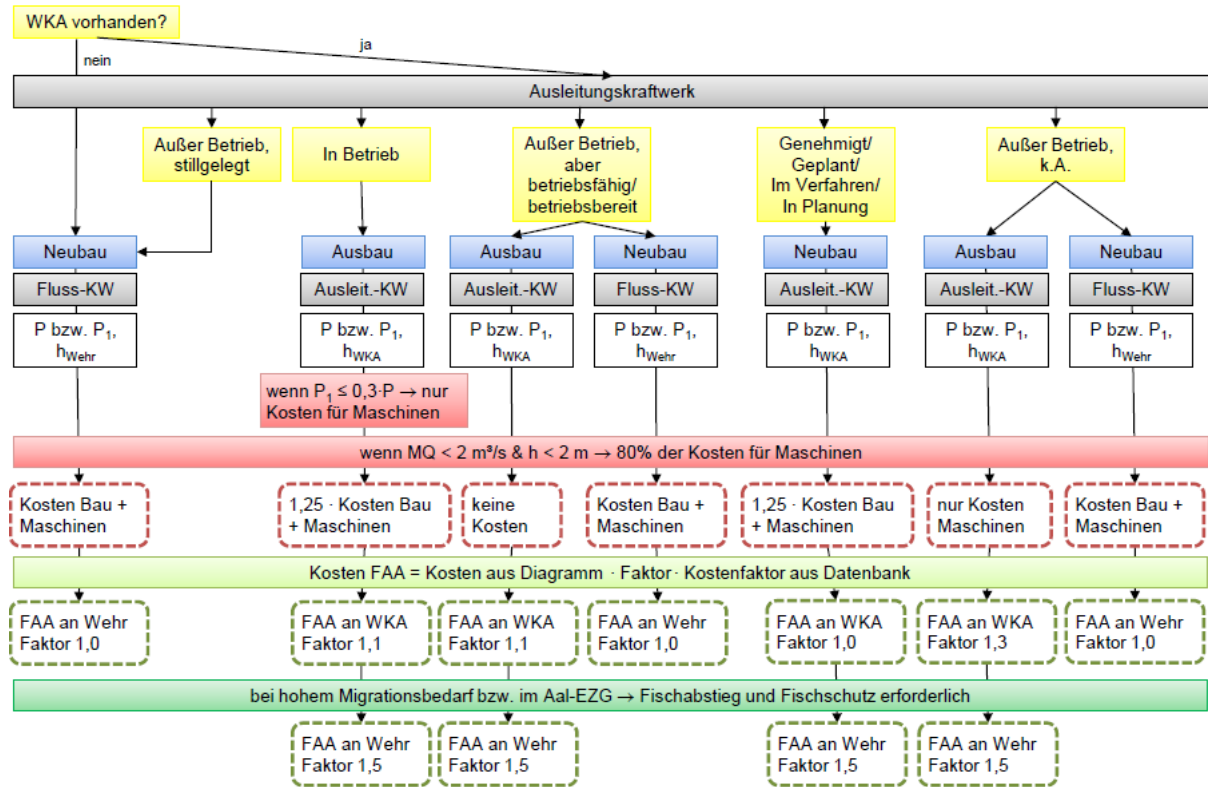 WKA vorhanden?
ja
nein
Ausleitungskraftwerk
Außer Betrieb,
stillgelegt
In Betrieb
Außer Betrieb,
aber
betriebsfähig/
betriebsbereit
Genehmigt/
Geplant/
Im Verfahren/
In Planung
Außer Betrieb,
k.A.
Neubau
Ausbau
Ausbau
Neubau
Neubau
Ausbau
Neubau
Fluss-KW
Ausleit.-KW
Ausleit.-KW
Fluss-KW
Ausleit.-KW
Ausleit.-KW
Fluss-KW
P bzw. P₁,
h_Wehr
P bzw. P₁,
h_WKA
P bzw. P₁,
h_WKA
P bzw. P₁,
h_Wehr
P bzw. P₁,
h_WKA
P bzw. P₁,
h_WKA
P bzw. P₁,
h_Wehr
wenn P₁ ≤ 0,3·P → nur
Kosten für Maschinen
wenn MQ < 2 m³/s & h < 2 m → 80% der Kosten für Maschinen
Kosten Bau +
Maschinen
1,25 · Kosten Bau
+ Maschinen
keine
Kosten
Kosten Bau +
Maschinen
1,25 · Kosten Bau
+ Maschinen
nur Kosten
Maschinen
Kosten Bau +
Maschinen
Kosten FAA = Kosten aus Diagramm · Faktor · Kostenfaktor aus Datenbank
FAA an Wehr
Faktor 1,0
FAA an WKA
Faktor 1,1
FAA an WKA
Faktor 1,1
FAA an Wehr
Faktor 1,0
FAA an WKA
Faktor 1,0
FAA an WKA
Faktor 1,3
FAA an Wehr
Faktor 1,0
bei hohem Migrationsbedarf bzw. im Aal-EZG → Fischabstieg und Fischschutz erforderlich
FAA an Wehr
Faktor 1,5
FAA an Wehr
Faktor 1,5
FAA an Wehr
Faktor 1,5
FAA an Wehr
Faktor 1,5